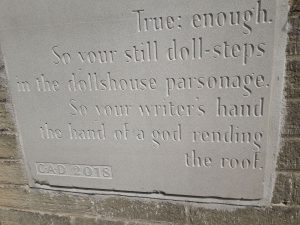 True: enough.
So your still doll-steps
in the dollshouse parsonage.
So your writer's hand
the hand of a god rending
the roof.
CAD 2018